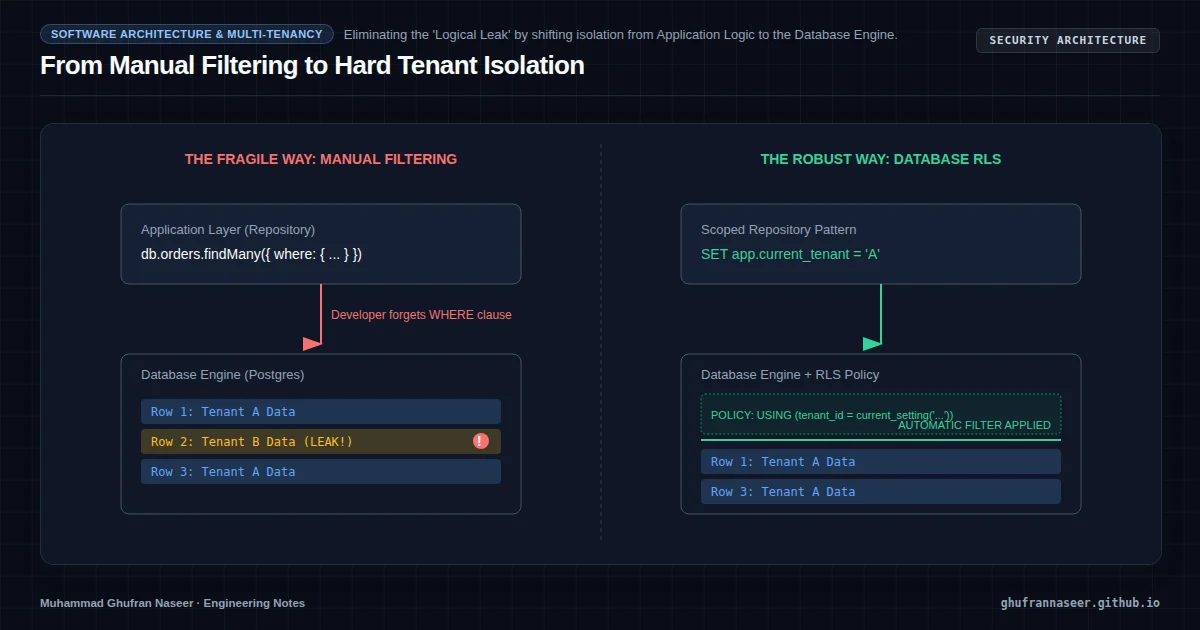 SOFTWARE ARCHITECTURE & MULTI-TENANCY
Eliminating the 'Logical Leak' by shifting isolation from Application Logic to the Database Engine.
SECURITY ARCHITECTURE
From Manual Filtering to Hard Tenant Isolation
THE FRAGILE WAY: MANUAL FILTERING
Application Layer (Repository)
db.orders.findMany({ where: { ... } })
Developer forgets WHERE clause
Database Engine (Postgres)
Row 1: Tenant A Data
Row 2: Tenant B Data (LEAK!)
!
Row 3: Tenant A Data
THE ROBUST WAY: DATABASE RLS
Scoped Repository Pattern
SET app.current_tenant = 'A'
Database Engine + RLS Policy
POLICY: USING (tenant_id = current_setting('...'))
AUTOMATIC FILTER APPLIED
Row 1: Tenant A Data
Row 3: Tenant A Data
Muhammad Ghufran Naseer · Engineering Notes
ghufrannaseer.github.io